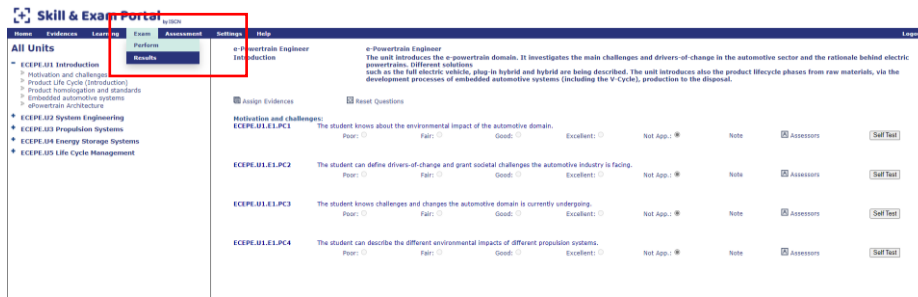 Skill & Exam Portal by ISCN
Home Evidences Learning Exam Assessment Settings Help Logo
Perform
Results
All Units
ECEPE.U1 Introduction
Motivation and challenges
Product Life Cycle (Introduction)
Product homologation and standards
Embedded automotive systems
ePowertrain Architecture
ECEPE.U2 System Engineering
ECEPE.U3 Propulsion Systems
ECEPE.U4 Energy Storage Systems
ECEPE.U5 Life Cycle Management
e-Powertrain Engineer
Introduction
e-Powertrain Engineer
The unit introduces the e-powertrain domain. It investigates the main challenges and drivers-of-change in the automotive sector and the rationale behind electric
powertrains. Different solutions
such as the full electric vehicle, plug-in hybrid and hybrid are being described. The unit introduces also the product lifecycle phases from raw materials, via the
development processes of embedded automotive systems (including the V-Cycle), production to the disposal.
Assign Evidences Reset Questions
Motivation and challenges:
ECEPE.U1.E1.PC1 The student knows about the environmental impact of the automotive domain.
Poor: Fair: Good: Excellent: Not App.: Note Assessors Self Test
ECEPE.U1.E1.PC2 The student can define drivers-of-change and grant societal challenges the automotive industry is facing.
Poor: Fair: Good: Excellent: Not App.: Note Assessors Self Test
ECEPE.U1.E1.PC3 The student knows challenges and changes the automotive domain is currently undergoing.
Poor: Fair: Good: Excellent: Not App.: Note Assessors Self Test
ECEPE.U1.E1.PC4 The student can describe the different environmental impacts of different propulsion systems.
Poor: Fair: Good: Excellent: Not App.: Note Assessors Self Test